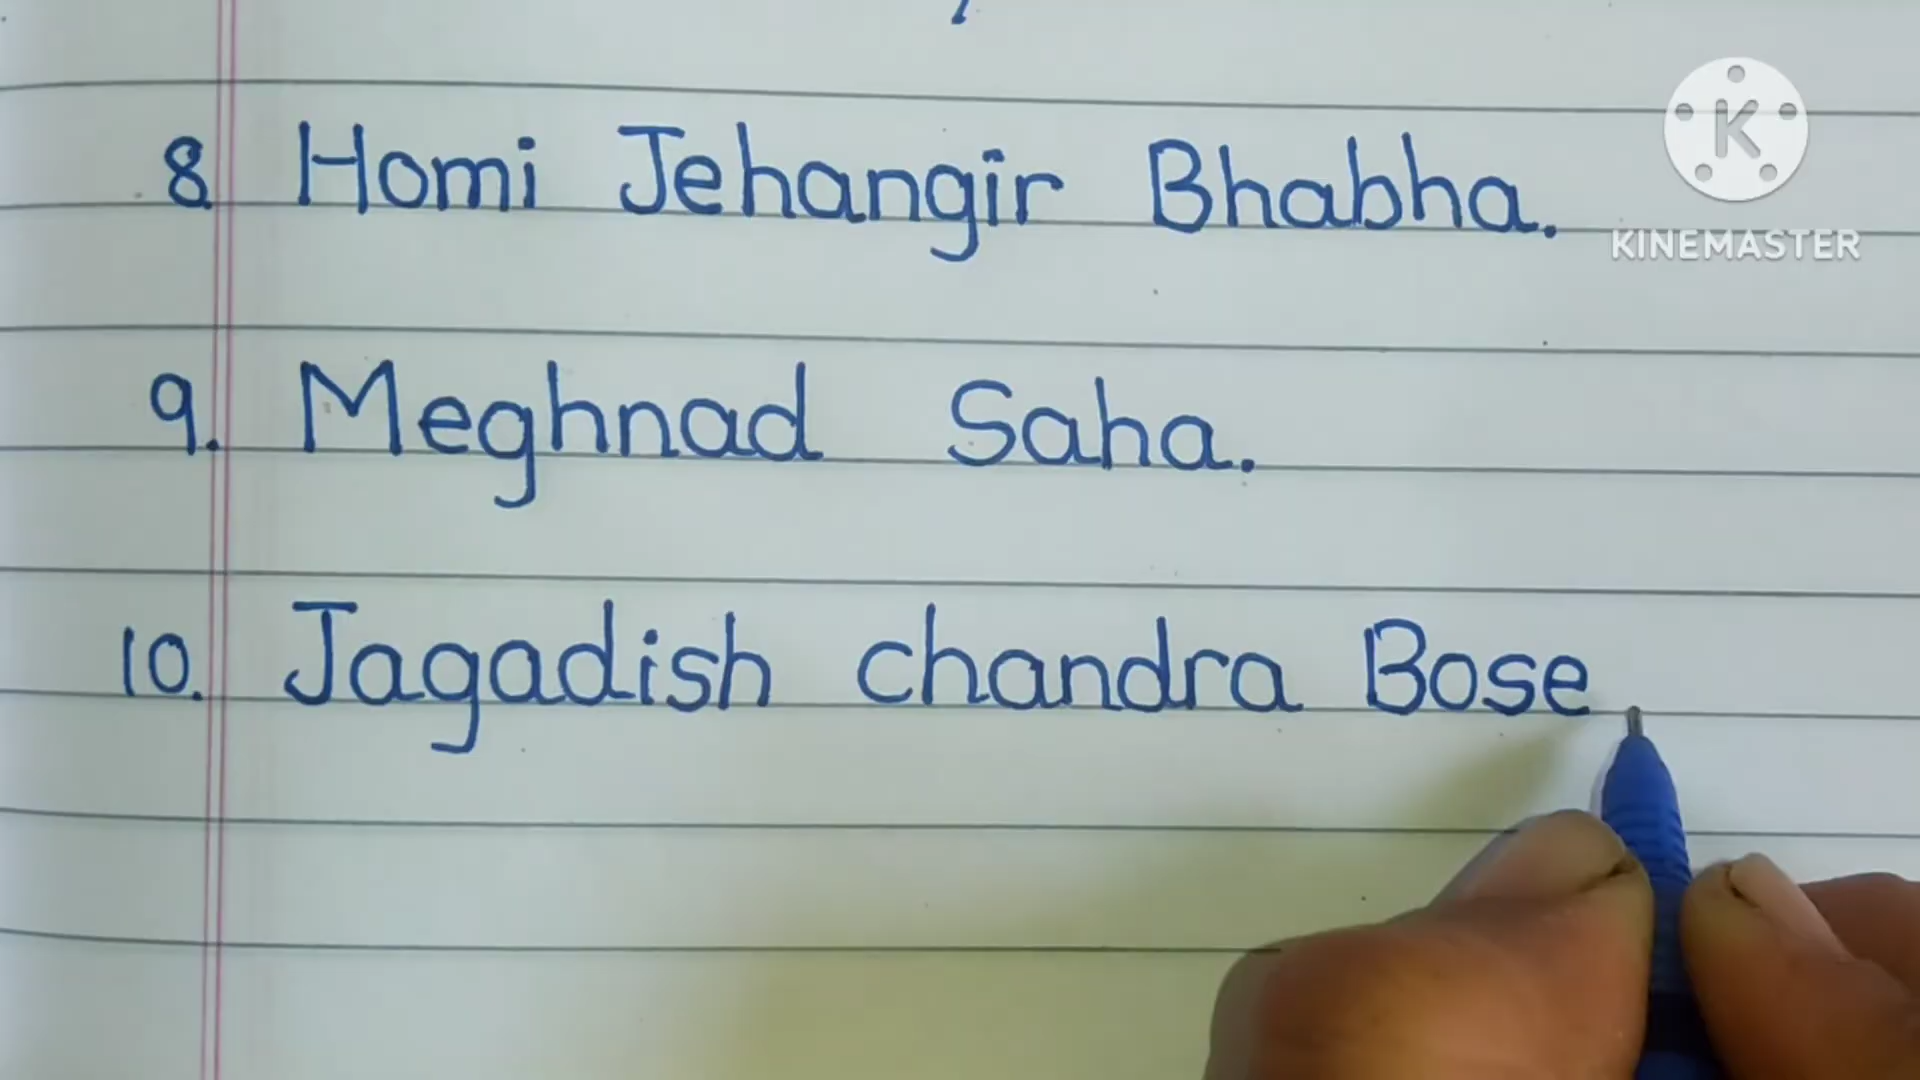 8. Homi Jehangir Bhabha.
KINEMASTER
9. Meghnad Saha.
10. Jagadish chandra Bose